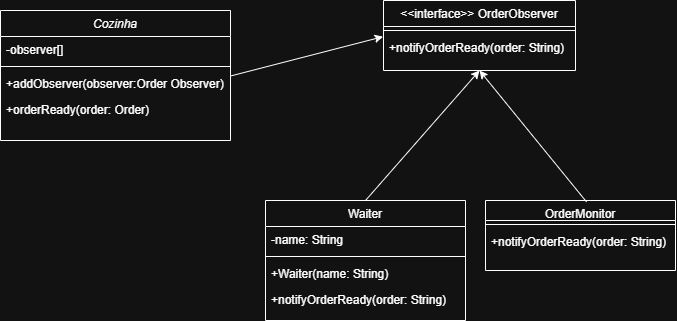 Cozinha
-observer[]
+addObserver(observer:Order Observer)
+orderReady(order: Order)
<<interface>> OrderObserver
+notifyOrderReady(order: String)
Waiter
-name: String
+Waiter(name: String)
+notifyOrderReady(order: String)
OrderMonitor
+notifyOrderReady(order: String)